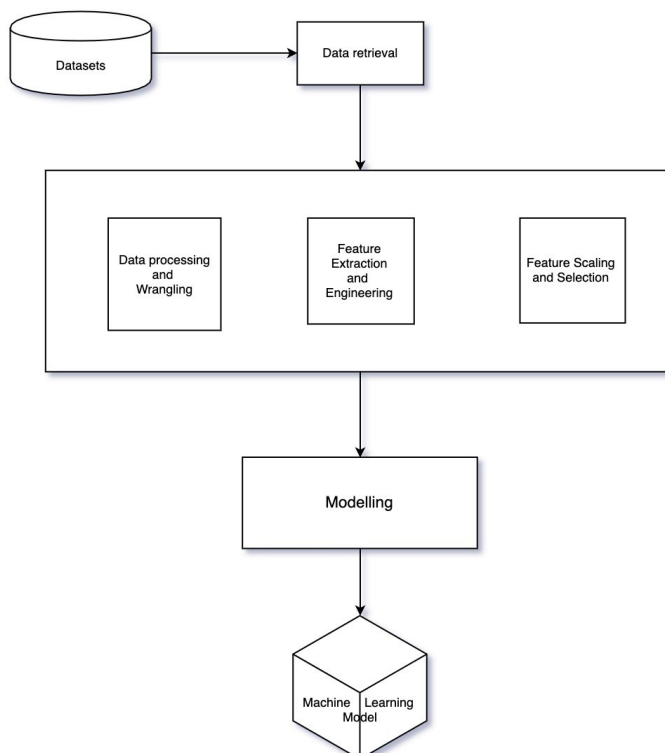 Datasets
Data retrieval
Data processing
and
Wrangling
Feature
Extraction
and
Engineering
Feature Scaling
and Selection
Modelling
Machine Learning
Model